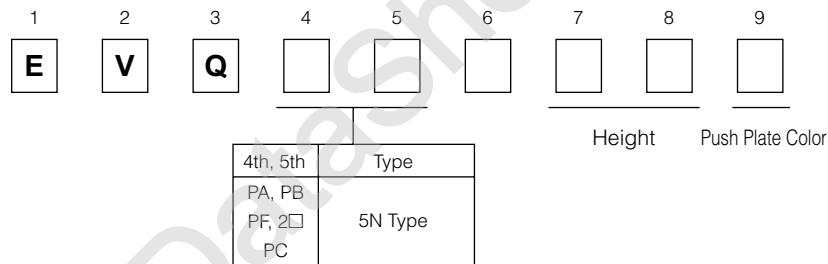 1 2 3 4 5 6 7 8 9
E V Q
Height Push Plate Color
4th, 5th Type
PA, PB
PF, 2□ 5N Type
PC